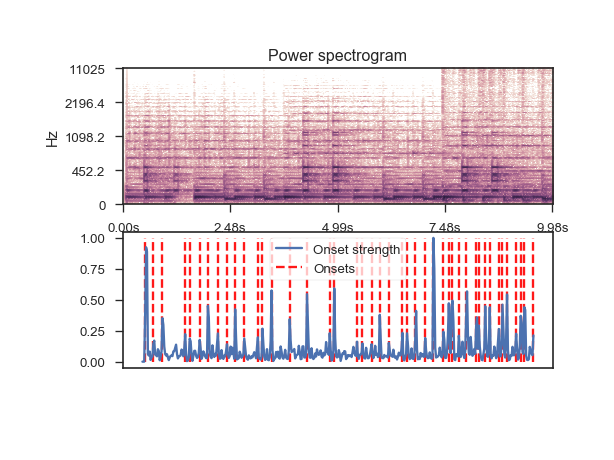 Power spectrogram
11025
2196.4
1098.2
452.2
0
Hz
0.00s 2.48s 4.99s 7.48s 9.98s
1.00
0.75
0.50
0.25
0.00
Onset strength
Onsets